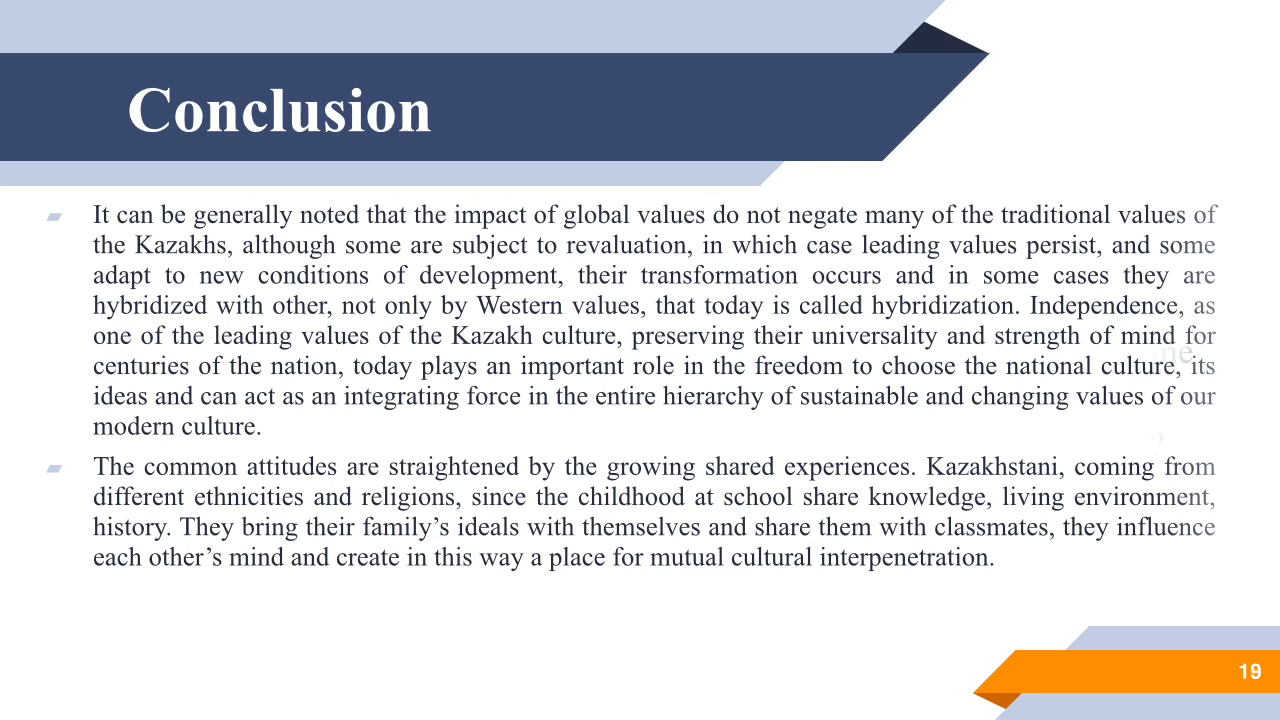 Conclusion
It can be generally noted that the impact of global values do not negate many of the traditional values of
the Kazakhs, although some are subject to revaluation, in which case leading values persist, and some
adapt to new conditions of development, their transformation occurs and in some cases they are
hybridized with other, not only by Western values, that today is called hybridization. Independence, as
one of the leading values of the Kazakh culture, preserving their universality and strength of mind for
centuries of the nation, today plays an important role in the freedom to choose the national culture, its
ideas and can act as an integrating force in the entire hierarchy of sustainable and changing values of our
modern culture.
The common attitudes are straightened by the growing shared experiences. Kazakhstani, coming from
different ethnicities and religions, since the childhood at school share knowledge, living environment,
history. They bring their family’s ideals with themselves and share them with classmates, they influence
each other’s mind and create in this way a place for mutual cultural interpenetration.
19